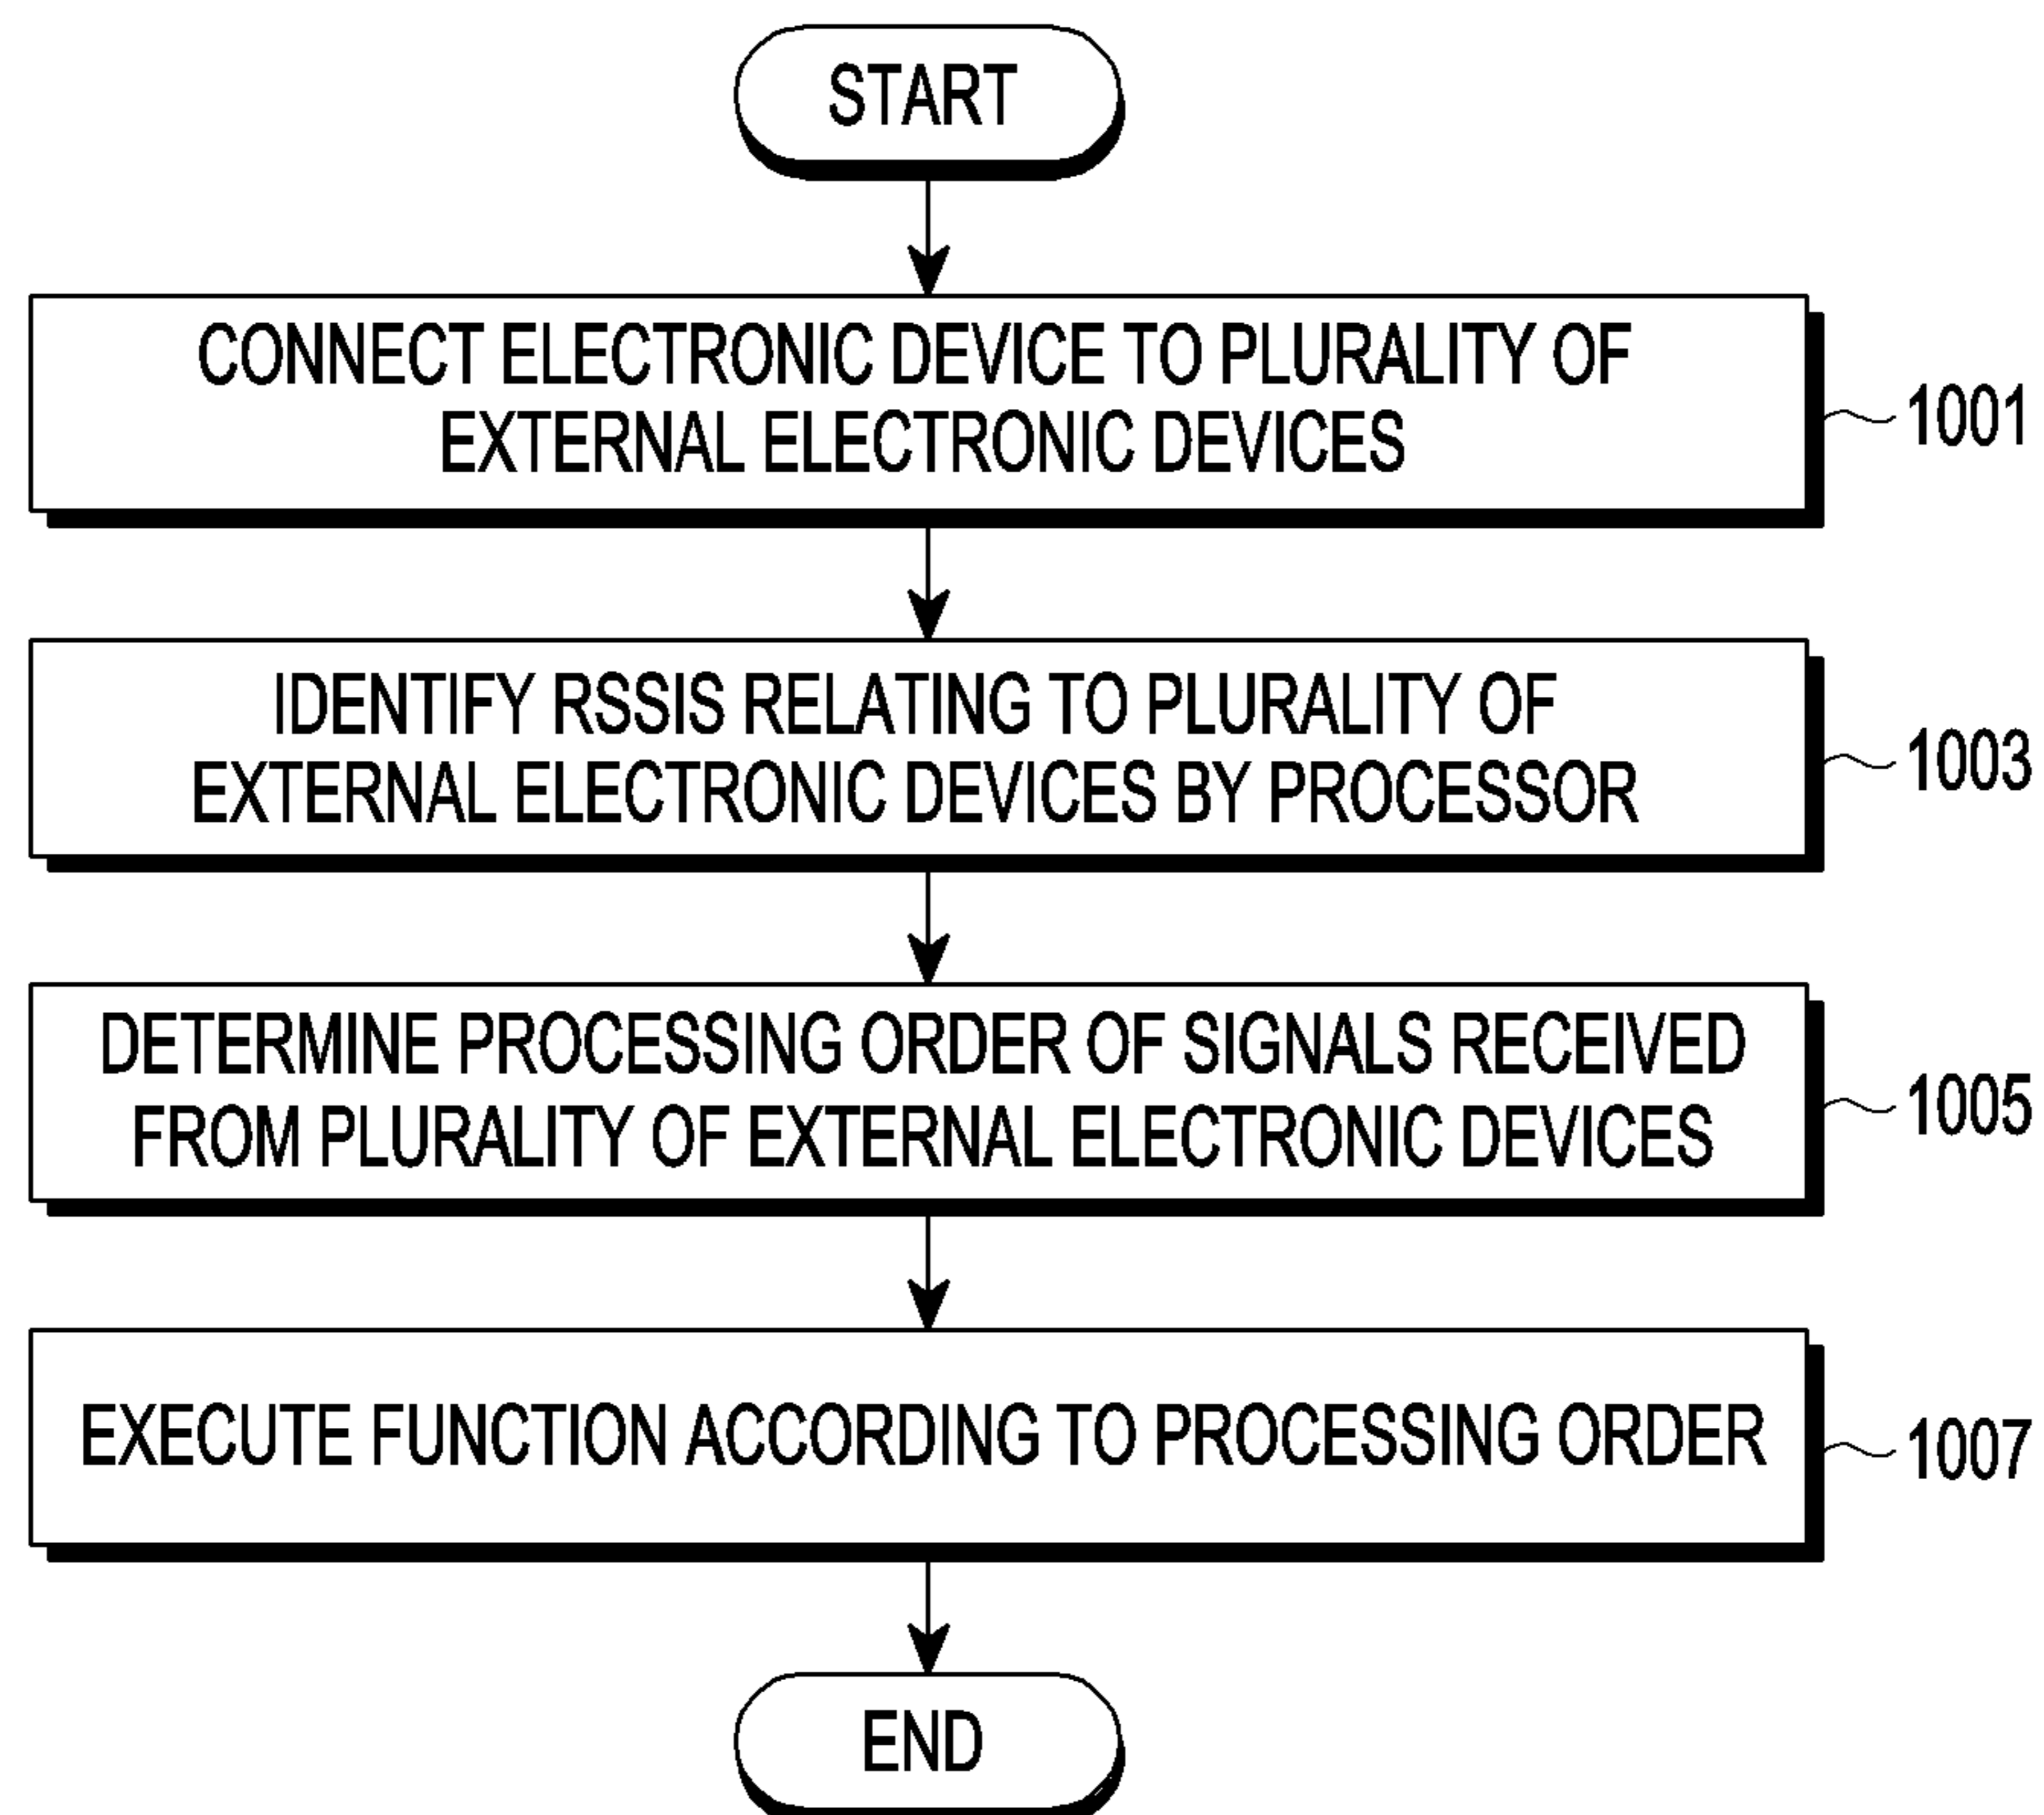 START
CONNECT ELECTRONIC DEVICE TO PLURALITY OF
EXTERNAL ELECTRONIC DEVICES
1001
IDENTIFY RSSIS RELATING TO PLURALITY OF
EXTERNAL ELECTRONIC DEVICES BY PROCESSOR
1003
DETERMINE PROCESSING ORDER OF SIGNALS RECEIVED
FROM PLURALITY OF EXTERNAL ELECTRONIC DEVICES
1005
EXECUTE FUNCTION ACCORDING TO PROCESSING ORDER
1007
END